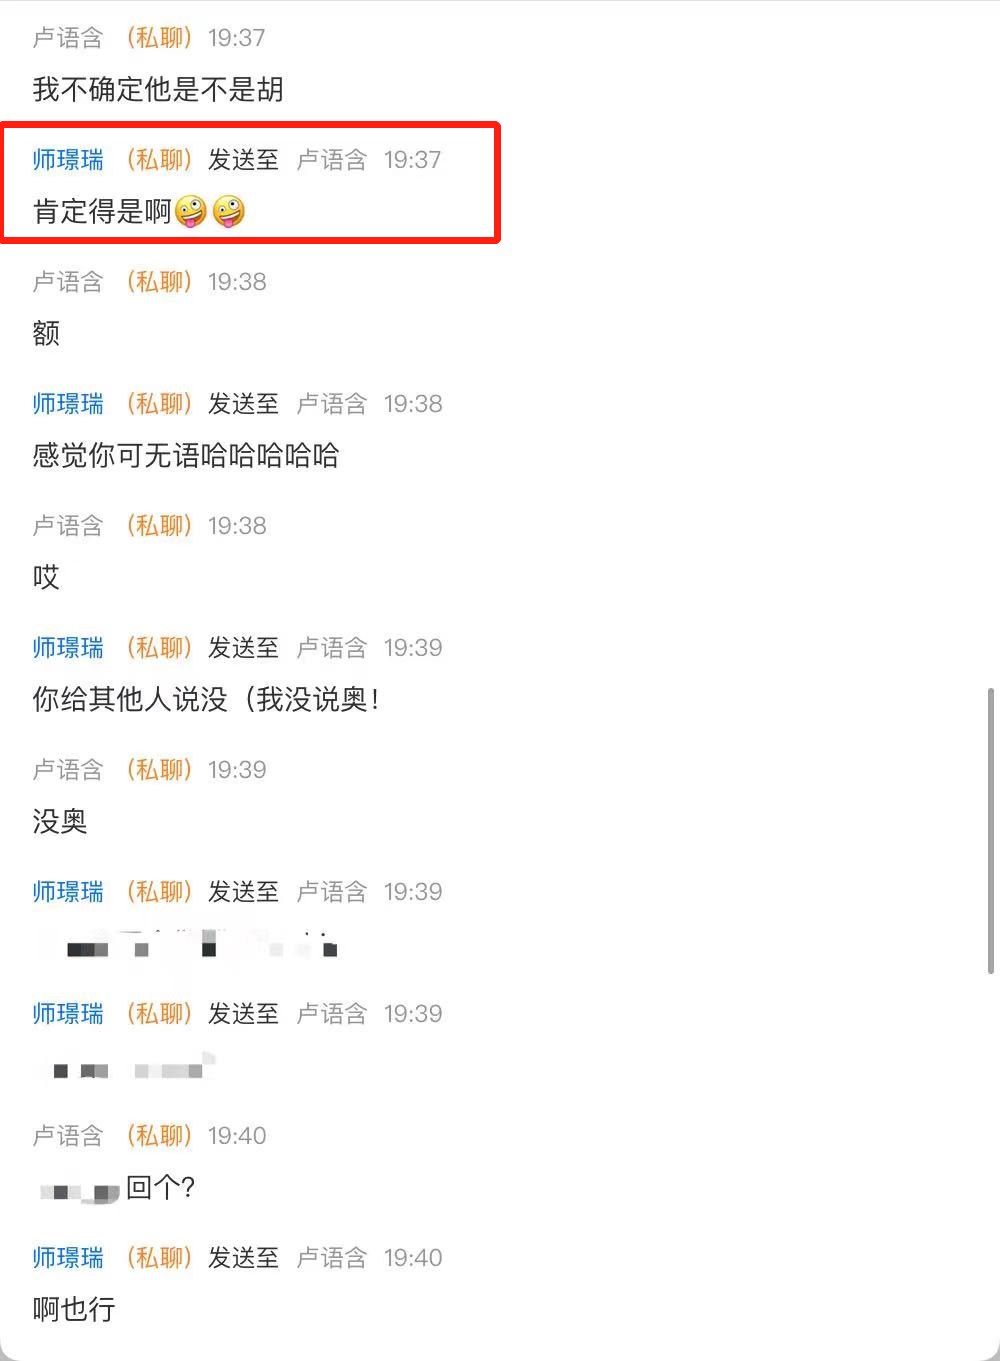 卢语含 （私聊） 19:37
我不确定他是不是胡
师璟瑞 （私聊） 发送至 卢语含 19:37
肯定得是啊🤪🤪
卢语含 （私聊） 19:38
额
师璟瑞 （私聊） 发送至 卢语含 19:38
感觉你可无语哈哈哈哈哈
卢语含 （私聊） 19:38
哎
师璟瑞 （私聊） 发送至 卢语含 19:39
你给其他人说没（我没说奥！
卢语含 （私聊） 19:39
没奥
师璟瑞 （私聊） 发送至 卢语含 19:39
师璟瑞 （私聊） 发送至 卢语含 19:39
卢语含 （私聊） 19:40
回个？
师璟瑞 （私聊） 发送至 卢语含 19:40
啊也行